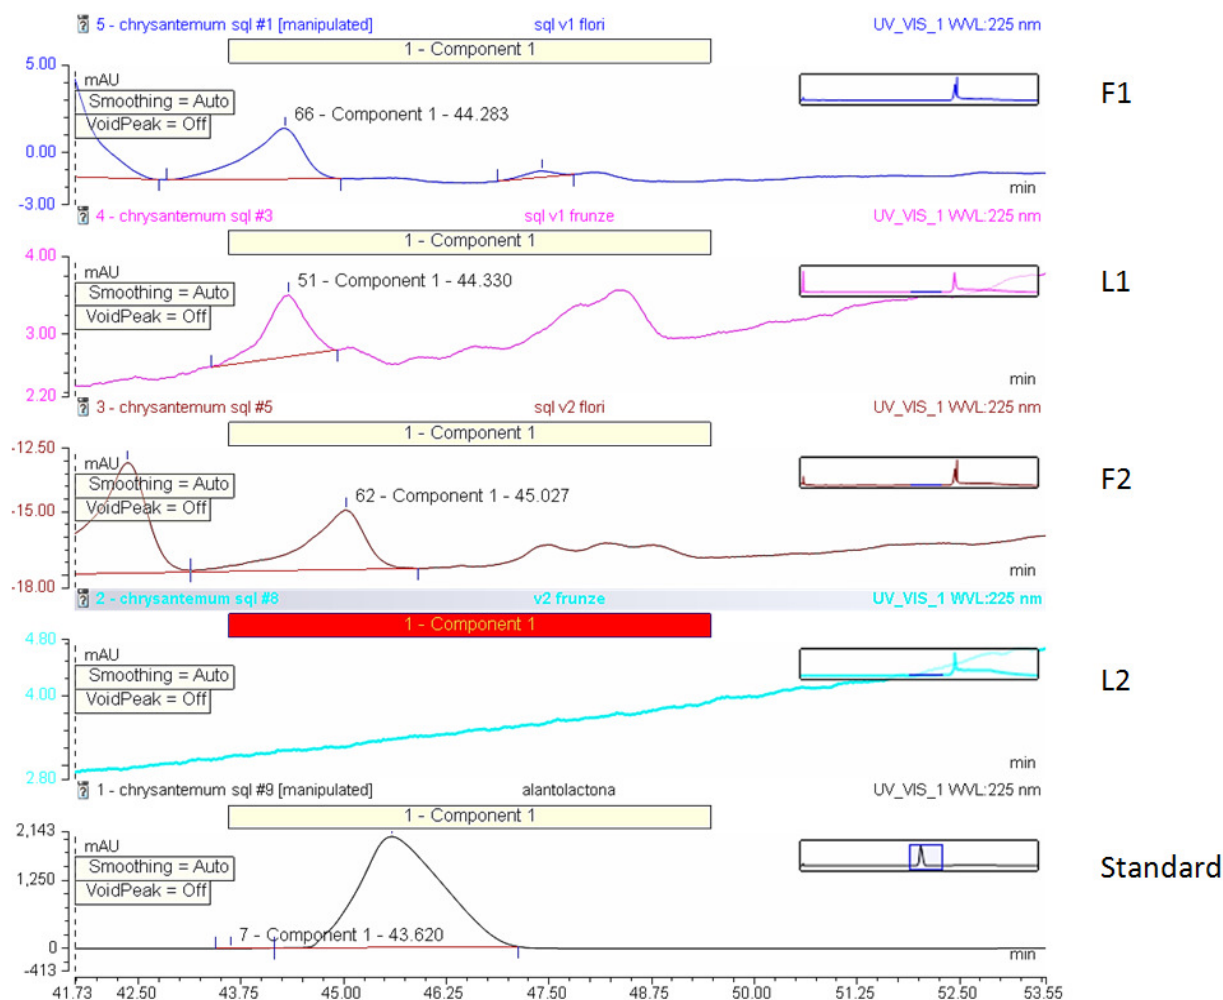 5 - chrysantemum sql #1 [manipulated] sql v1 flori UV_VIS_1 WVL:225 nm
1 - Component 1
5.00
mAU
Smoothing = Auto
VoidPeak = Off
66 - Component 1 - 44.283
F1
0.00
min
-3.00
4 - chrysantemum sql #3 sql v1 frunze UV_VIS_1 WVL:225 nm
1 - Component 1
4.00
mAU
Smoothing = Auto
VoidPeak = Off
51 - Component 1 - 44.330
L1
3.00
min
2.20
3 - chrysantemum sql #5 sql v2 flori UV_VIS_1 WVL:225 nm
1 - Component 1
-12.50
mAU
Smoothing = Auto
VoidPeak = Off
62 - Component 1 - 45.027
F2
-15.00
min
-18.00
2 - chrysantemum sql #8 v2 frunze UV_VIS_1 WVL:225 nm
1 - Component 1
4.80
mAU
Smoothing = Auto
VoidPeak = Off
L2
4.00
min
2.80
1 - chrysantemum sql #9 [manipulated] alantolactona UV_VIS_1 WVL:225 nm
1 - Component 1
2,143
mAU
Smoothing = Auto
VoidPeak = Off
Standard
1,250
7 - Component 1 - 43.620
0
min
-413
41.73 42.50 43.75 45.00 46.25 47.50 48.75 50.00 51.25 52.50 53.55